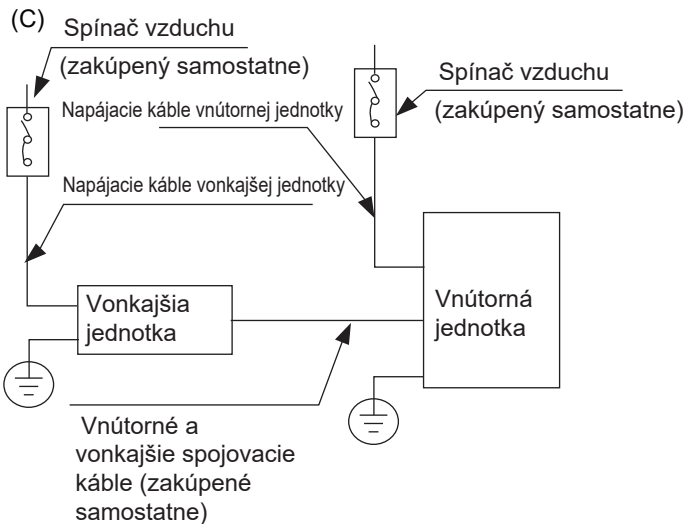 (C)
Spínač vzduchu
(zakúpený samostatne)
Spínač vzduchu
(zakúpený samostatne)
Napájacie káble vnútornej jednotky
Napájacie káble vonkajšej jednotky
Vonkajšia
jednotka
Vnútorná
jednotka
Vnútorné a
vonkajšie spojovacie
káble (zakúpené
samostatne)